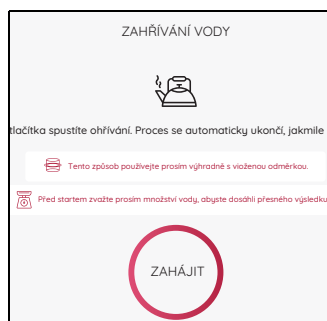 ZAHŘÍVÁNÍ VODY
tlačítka spustíte ohřívání. Proces se automaticky ukončí, jakmile
Tento způsob používejte prosím výhradně s vloženou odměrkou.
Před startem zvažte prosím množství vody, abyste dosáhli přesného výsledku
ZAHÁJIT